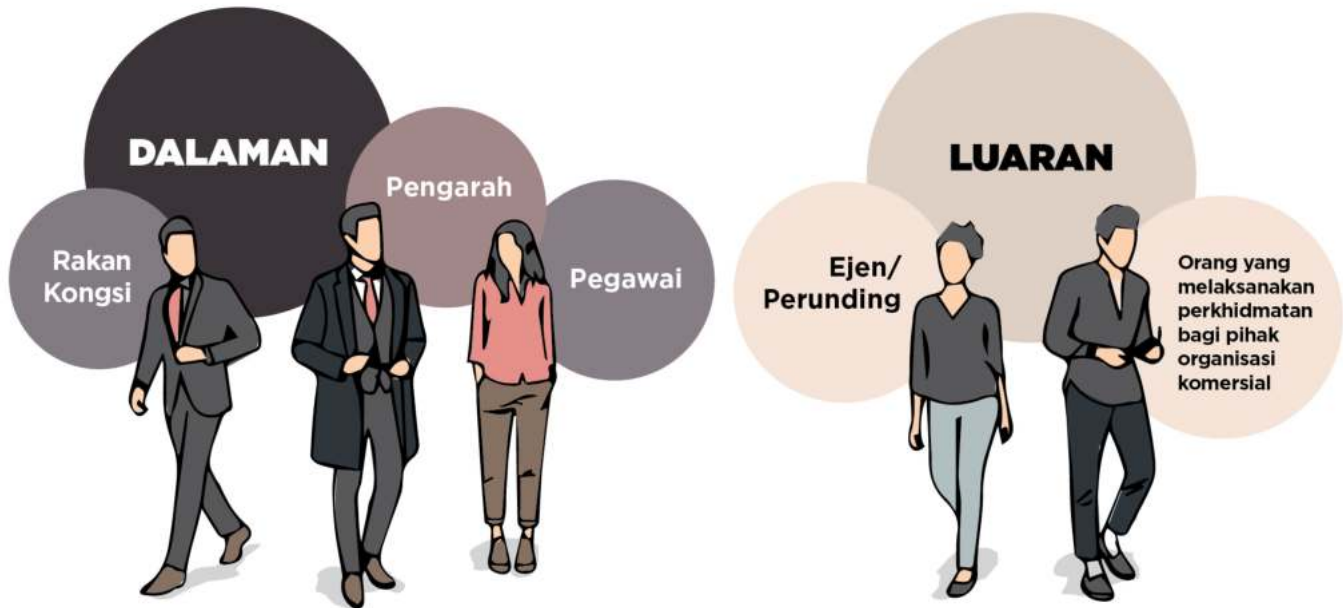 DALAMAN
Rakan
Kongsi
Pengarah
Pegawai
LUARAN
Ejen/
Perunding
Orang yang
melaksanakan
perkhidmatan
bagi pihak
organisasi
komersial